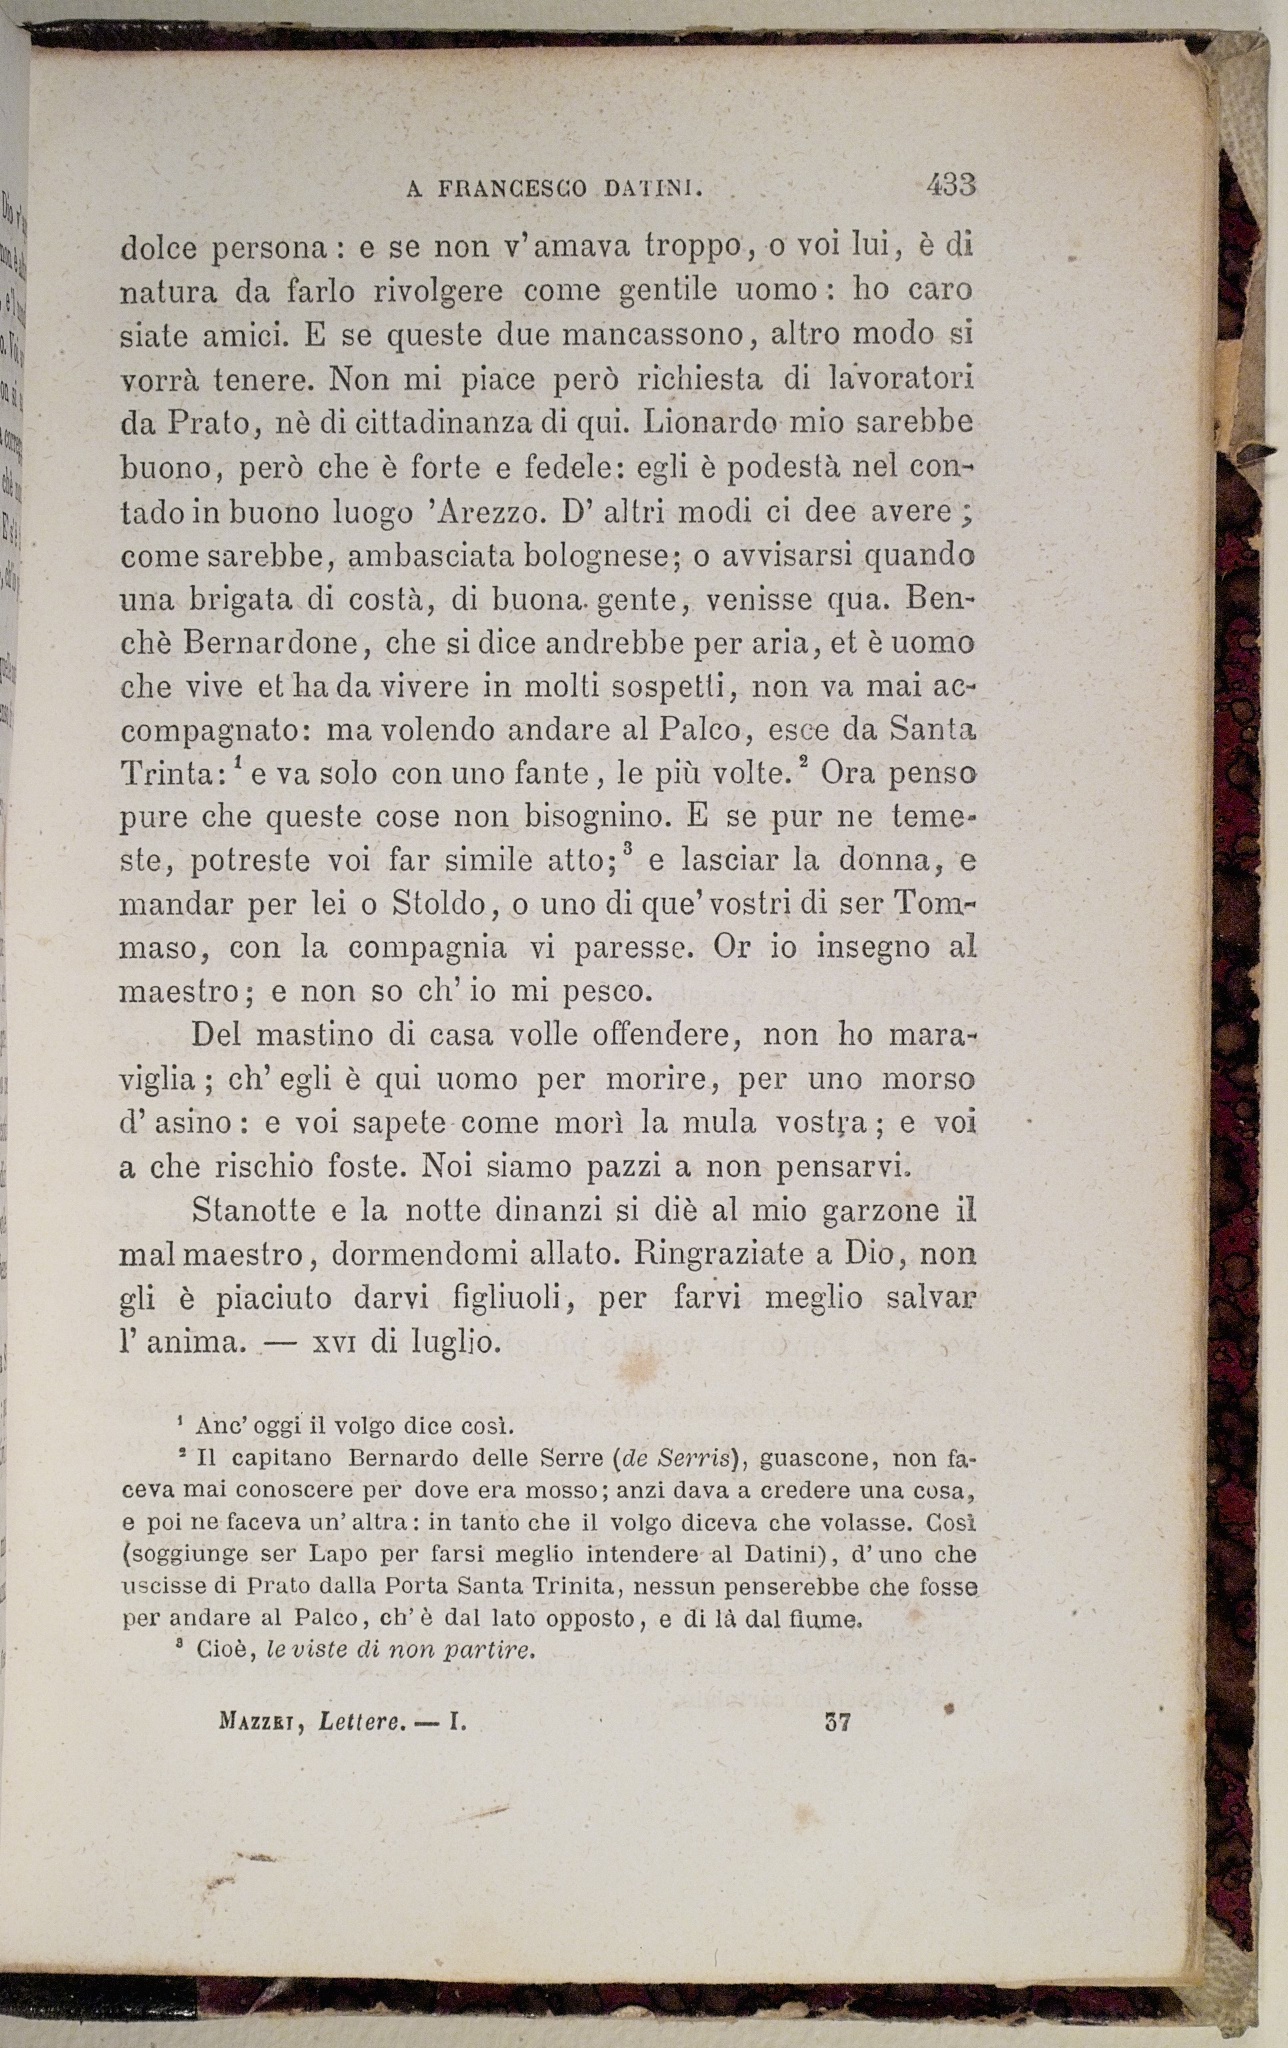 A FRANCESCO DATINI. 433
dolce persona: e se non v'amava troppo, o voi lui, è di
natura da farlo rivolgere come gentile uomo: ho caro
siate amici. E se queste due mancassono, altro modo si
vorrà tenere. Non mi piace però richiesta di lavoratori
da Prato, nè di cittadinanza di qui. Lionardo mio sarebbe
buono, però che è forte e fedele: egli è podestà nel con-
tado in buono luogo 'Arezzo. D' altri modi ci dee avere;
come sarebbe, ambasciata bolognese; o avvisarsi quando
una brigata di costà, di buona gente, venisse qua. Ben-
chè Bernardone, che si dice andrebbe per aria, et è uomo
che vive et ha da vivere in molti sospetti, non va mai ac-
compagnato: ma volendo andare al Palco, esce da Santa
Trinta:¹ e va solo con uno fante, le più volte.² Ora penso
pure che queste cose non bisognino. E se pur ne teme-
ste, potreste voi far simile atto;³ e lasciar la donna, e
mandar per lei o Stoldo, o uno di que' vostri di ser Tom-
maso, con la compagnia vi paresse. Or io insegno al
maestro; e non so ch' io mi pesco.
Del mastino di casa volle offendere, non ho mara-
viglia; ch' egli è qui uomo per morire, per uno morso
d' asino: e voi sapete come morì la mula vostra; e voi
a che rischio foste. Noi siamo pazzi a non pensarvi.
Stanotte e la notte dinanzi si diè al mio garzone il
mal maestro, dormendomi allato. Ringraziate a Dio, non
gli è piaciuto darvi figliuoli, per farvi meglio salvar
l' anima. — XVI di luglio.
¹ Anc' oggi il volgo dice così.
² Il capitano Bernardo delle Serre (de Serris), guascone, non fa-
ceva mai conoscere per dove era mosso; anzi dava a credere una cosa,
e poi ne faceva un' altra: in tanto che il volgo diceva che volasse. Così
(soggiunge ser Lapo per farsi meglio intendere al Datini), d' uno che
uscisse di Prato dalla Porta Santa Trinita, nessun penserebbe che fosse
per andare al Palco, ch' è dal lato opposto, e di là dal fiume.
³ Cioè, le viste di non partire.
MAZZEI, Lettere. — I. 37